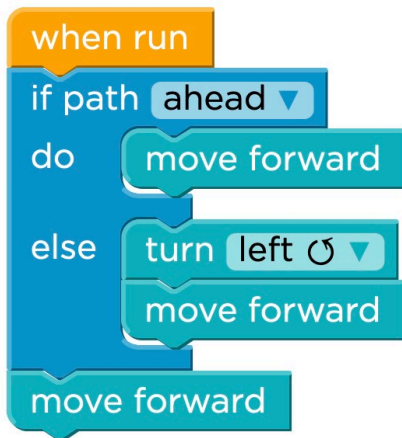 when run
if path ahead ▼
do move forward
else turn left ↺ ▼
move forward
move forward